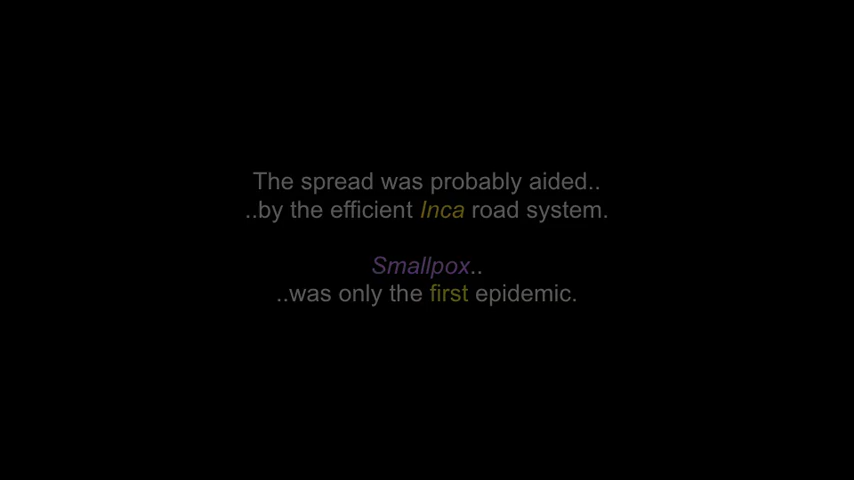 The spread was probably aided..
..by the efficient Inca road system.
Smallpox..
..was only the first epidemic.